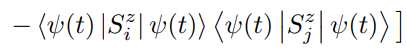 − ⟨ψ(t) |S_i^z| ψ(t)⟩ ⟨ψ(t) |S_j^z| ψ(t)⟩ ]